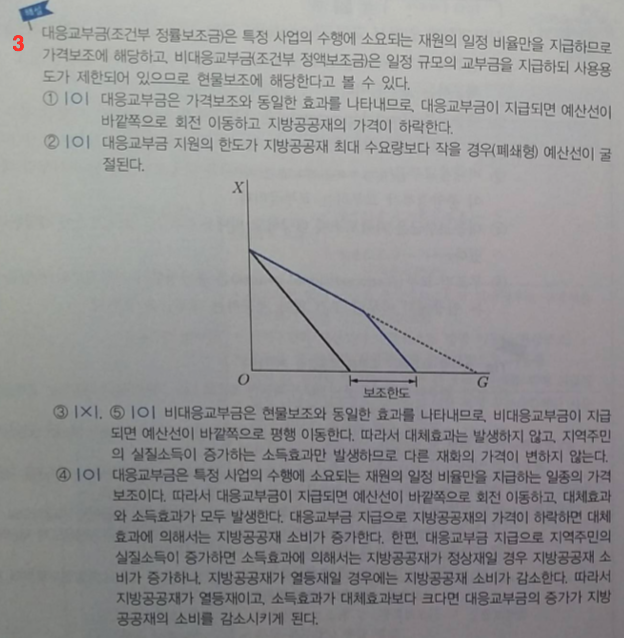 핵심
3
대응교부금(조건부 정률보조금)은 특정 사업의 수행에 소요되는 재원의 일정 비율만을 지급하므로
가격보조에 해당하고, 비대응교부금(조건부 정액보조금)은 일정 규모의 교부금을 지급하되 사용용
도가 제한되어 있으므로 현물보조에 해당한다고 볼 수 있다.
① |O| 대응교부금은 가격보조와 동일한 효과를 나타내므로, 대응교부금이 지급되면 예산선이
바깥쪽으로 회전 이동하고 지방공공재의 가격이 하락한다.
② |O| 대응교부금 지원의 한도가 지방공공재 최대 수요량보다 작을 경우(폐쇄형) 예산선이 굴
절된다.
X
O
보조한도
G
③ |X|, ⑤ |O| 비대응교부금은 현물보조와 동일한 효과를 나타내므로, 비대응교부금이 지급
되면 예산선이 바깥쪽으로 평행 이동한다. 따라서 대체효과는 발생하지 않고, 지역주민
의 실질소득이 증가하는 소득효과만 발생하므로 다른 재화의 가격이 변하지 않는다.
④ |O| 대응교부금은 특정 사업의 수행에 소요되는 재원의 일정 비율만을 지급하는 일종의 가격
보조이다. 따라서 대응교부금이 지급되면 예산선이 바깥쪽으로 회전 이동하고, 대체효과
와 소득효과가 모두 발생한다. 대응교부금 지급으로 지방공공재의 가격이 하락하면 대체
효과에 의해서는 지방공공재 소비가 증가한다. 한편, 대응교부금 지급으로 지역주민의
실질소득이 증가하면 소득효과에 의해서는 지방공공재가 정상재일 경우 지방공공재 소
비가 증가하나, 지방공공재가 열등재일 경우에는 지방공공재 소비가 감소한다. 따라서
지방공공재가 열등재이고, 소득효과가 대체효과보다 크다면 대응교부금의 증가가 지방
공공재의 소비를 감소시키게 된다.